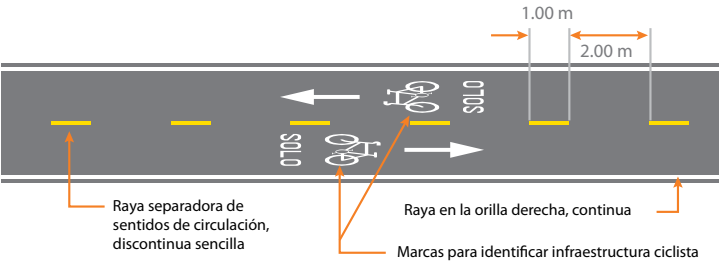 1.00 m
2.00 m
SOLO
SOLO
Raya separadora de
sentidos de circulación,
discontinua sencilla
Raya en la orilla derecha, continua
Marcas para identificar infraestructura ciclista